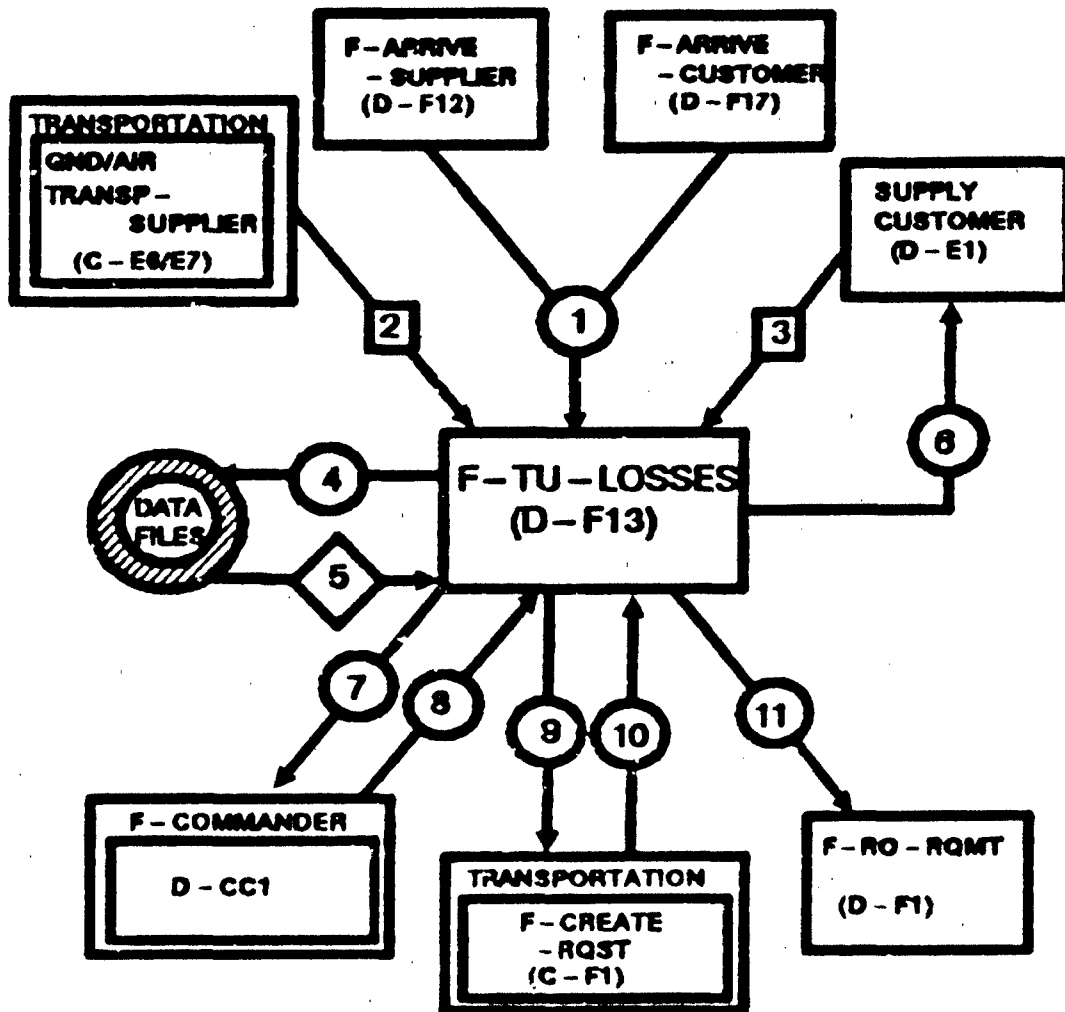 F-ARRIVE
-SUPPLIER
(D-F12)
F-ARRIVE
-CUSTOMER
(D-F17)
TRANSPORTATION
GND/AIR
TRANSP-
SUPPLIER
(C-E6/E7)
SUPPLY
CUSTOMER
(D-E1)
2
1
3
F-TU-LOSSES
(D-F13)
4
6
DATA
FILES
5
7
8
9
10
11
F-COMMANDER
D-CC1
TRANSPORTATION
F-CREATE
-RQST
(C-F1)
F-RO-RQMT
(D-F1)